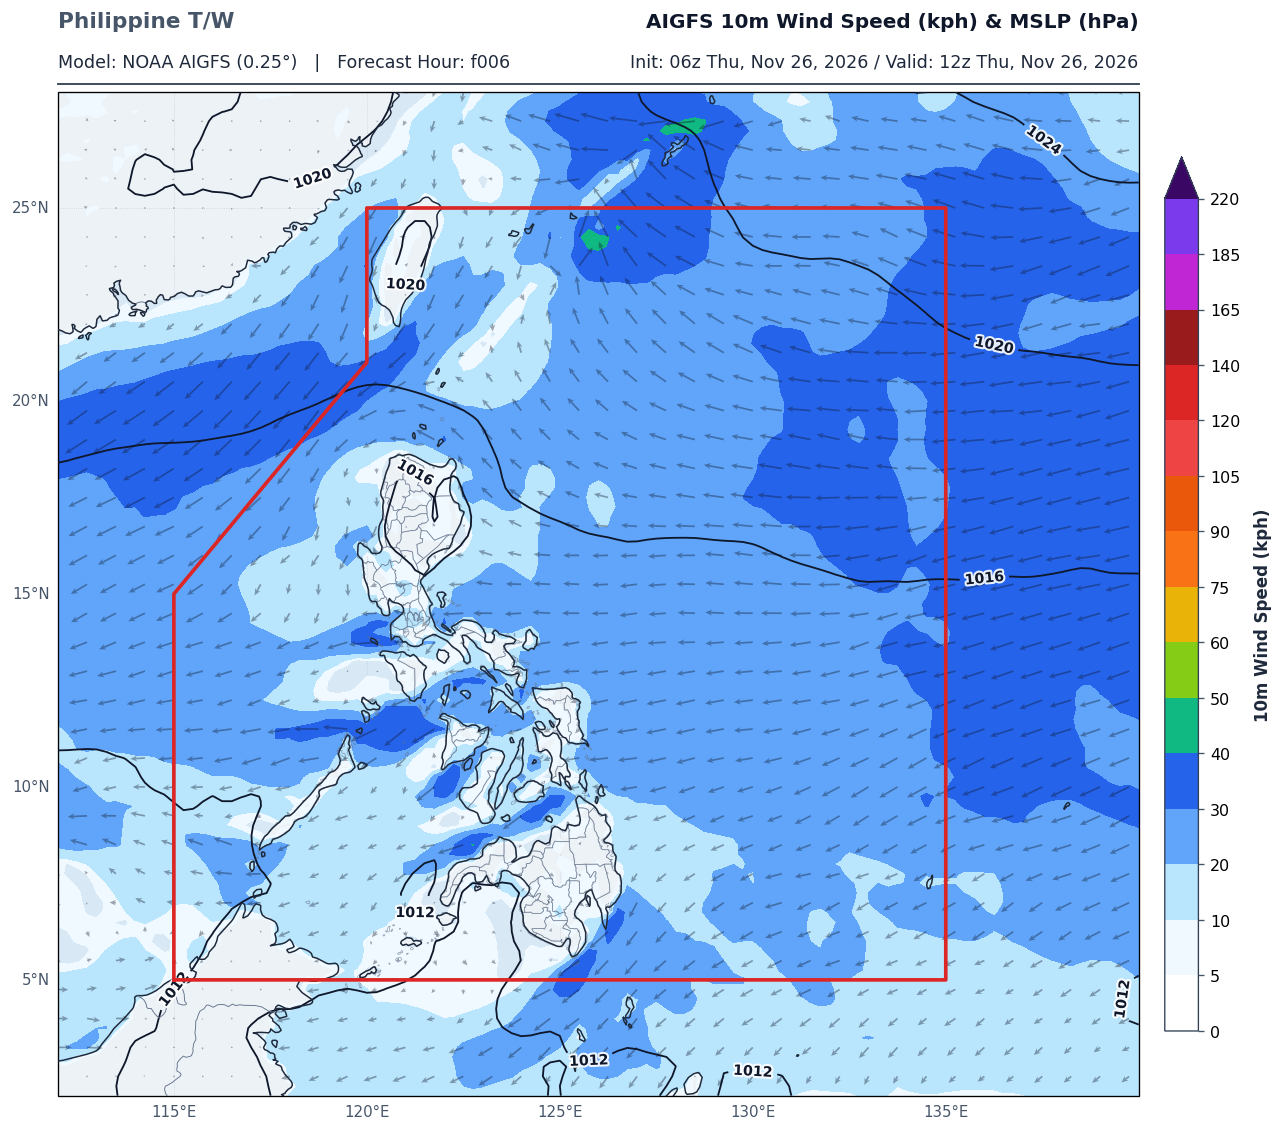 Philippine T/W
AIGFS 10m Wind Speed (kph) & MSLP (hPa)
Model: NOAA AIGFS (0.25°) | Forecast Hour: f006
Init: 06z Thu, Nov 26, 2026 / Valid: 12z Thu, Nov 26, 2026
1024
1020
1020
1020
1016
1016
1012
1012
1012
1012
1012
25°N
20°N
15°N
10°N
5°N
115°E
120°E
125°E
130°E
135°E
220
185
165
140
120
105
90
75
60
50
40
30
20
10
5
0
10m Wind Speed (kph)